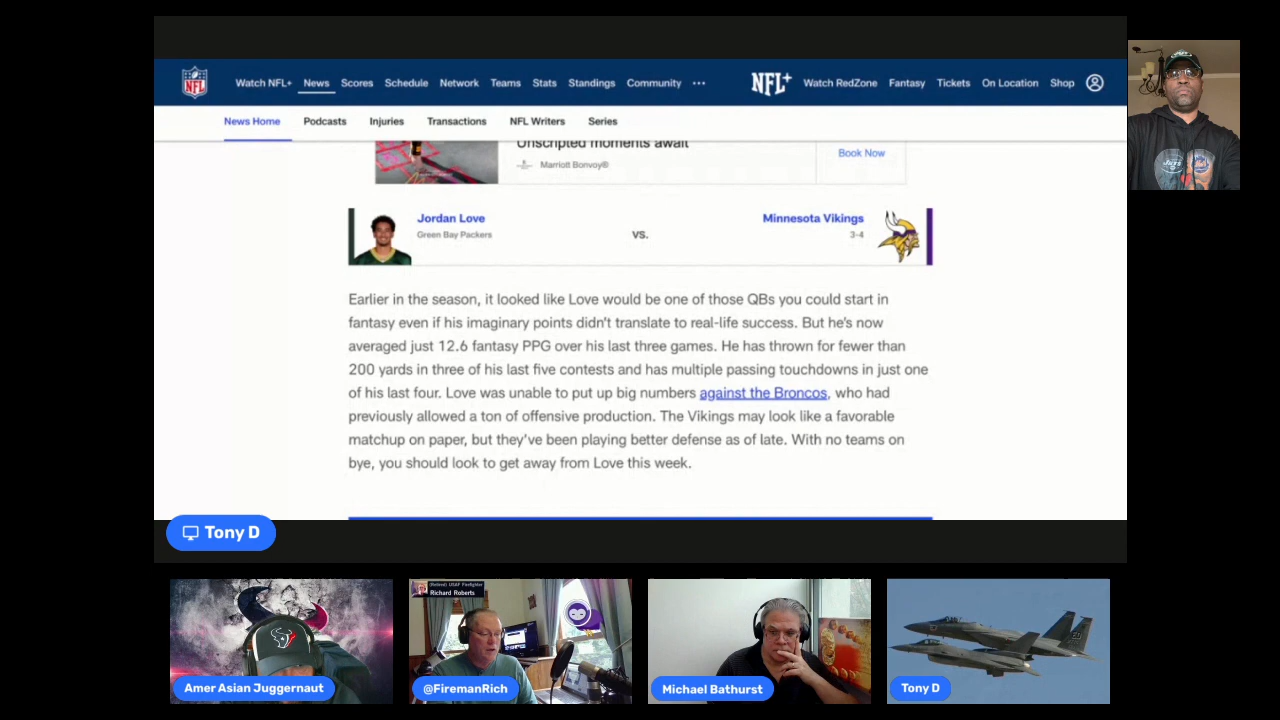 Watch NFL+ News Scores Schedule Network Teams Stats Standings Community ··· NFL+ Watch RedZone Fantasy Tickets On Location Shop
NFL
News Home Podcasts Injuries Transactions NFL Writers Series
Unscripted moments await
Marriott Bonvoy®
Book Now
Jordan Love
Green Bay Packers
VS.
Minnesota Vikings
3-4
Earlier in the season, it looked like Love would be one of those QBs you could start in
fantasy even if his imaginary points didn't translate to real-life success. But he's now
averaged just 12.6 fantasy PPG over his last three games. He has thrown for fewer than
200 yards in three of his last five contests and has multiple passing touchdowns in just one
of his last four. Love was unable to put up big numbers against the Broncos, who had
previously allowed a ton of offensive production. The Vikings may look like a favorable
matchup on paper, but they've been playing better defense as of late. With no teams on
bye, you should look to get away from Love this week.
Tony D
JETS
(Retired) USAF Firefighter
Richard Roberts
Amer Asian Juggernaut
@FiremanRich
Michael Bathurst
Tony D